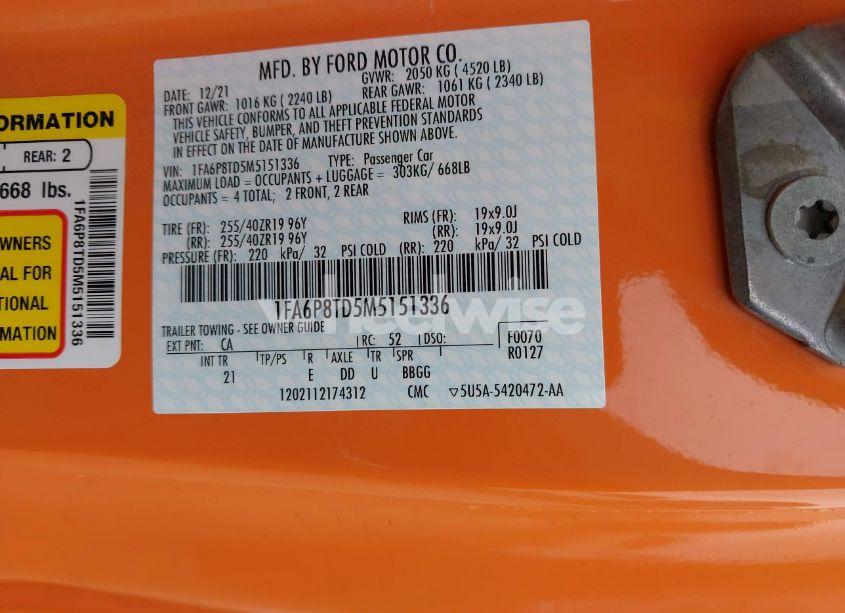 MFD. BY FORD MOTOR CO.
DATE: 12/21 GVWR: 2050 KG ( 4520 LB)
FRONT GAWR: 1016 KG ( 2240 LB) REAR GAWR: 1061 KG ( 2340 LB)
THIS VEHICLE CONFORMS TO ALL APPLICABLE FEDERAL MOTOR
VEHICLE SAFETY, BUMPER, AND THEFT PREVENTION STANDARDS
IN EFFECT ON THE DATE OF MANUFACTURE SHOWN ABOVE.
VIN: 1FA6P8TD5M5151336 TYPE: Passenger Car
MAXIMUM LOAD = OCCUPANTS + LUGGAGE = 303KG/ 668LB
OCCUPANTS = 4 TOTAL; 2 FRONT, 2 REAR
TIRE (FR): 255/40ZR19 96Y RIMS (FR): 19x9.0J
(RR): 255/40ZR19 96Y (RR): 19x9.0J
PRESSURE (FR): 220 kPa/ 32 PSI COLD (RR): 220 kPa/ 32 PSI COLD
1FA6P8TD5M5151336
TRAILER TOWING - SEE OWNER GUIDE
EXT PNT: CA RC: 52 DSO: F0070
R0127
INT TR TP/PS R AXLE TR SPR
21 E DD U BBGG
1202112174312 CMC ▽5U5A-5420472-AA
ORMATION
REAR: 2
668 lbs.
OWNERS
AL FOR
TIONAL
RMATION
1FA6P8TD5M5151336
wheelwise